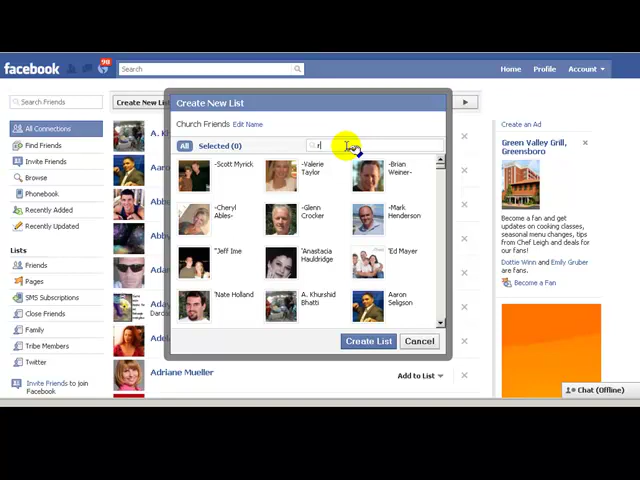 facebook
98
Search
Home
Profile
Account
Search Friends
Create New List
All Connections
Find Friends
Invite Friends
Browse
Phonebook
Recently Added
Recently Updated
Lists
Friends
Pages
SMS Subscriptions
Close Friends
Family
Tribe Members
Twitter
Invite Friends to join
Facebook
Create New List
Church Friends Edit Name
All
Selected (0)
r
-Scott Myrick
-Valerie
Taylor
-Brian
Weiner-
-Cheryl
Ables-
-Glenn
Crocker
-Mark
Henderson
"Jeff Ime
"Anastacia
Hauldridge
'Ed Mayer
'Nate Holland
A. Khurshid
Bhatti
Aaron
Seligson
Create List
Cancel
Adriane Mueller
Add to List
Create an Ad
Green Valley Grill,
Greensboro
Become a fan and get
updates on cooking classes,
seasonal menu changes, tips
from Chef Leigh and deals for
our fans!
Dottie Winn and Emily Gruber
are fans.
Become a Fan
Chat (Offline)